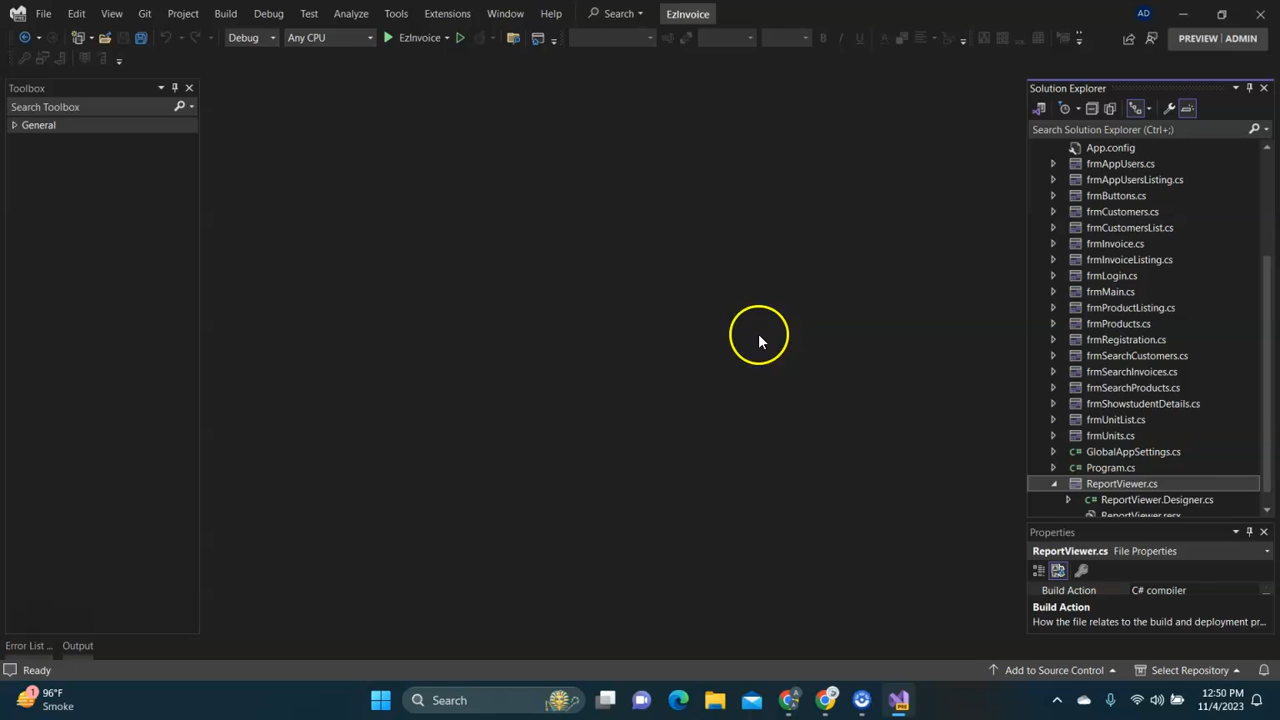 File Edit View Git Project Build Debug Test Analyze Tools Extensions Window Help Search EzInvoice AD
Debug Any CPU EzInvoice PREVIEW | ADMIN
Toolbox
Search Toolbox
General
Solution Explorer
Search Solution Explorer (Ctrl+;)
App.config
frmAppUsers.cs
frmAppUsersListing.cs
frmButtons.cs
frmCustomers.cs
frmCustomersList.cs
frmInvoice.cs
frmInvoiceListing.cs
frmLogin.cs
frmMain.cs
frmProductListing.cs
frmProducts.cs
frmRegistration.cs
frmSearchCustomers.cs
frmSearchInvoices.cs
frmSearchProducts.cs
frmShowstudentDetails.cs
frmUnitList.cs
frmUnits.cs
C# GlobalAppSettings.cs
C# Program.cs
ReportViewer.cs
C# ReportViewer.Designer.cs
ReportViewer.resx
Properties
ReportViewer.cs File Properties
Build Action C# compiler
Build Action
How the file relates to the build and deployment pr...
Error List ... Output
Ready Add to Source Control Select Repository
1 96°F
Smoke
Search
12:50 PM
11/4/2023